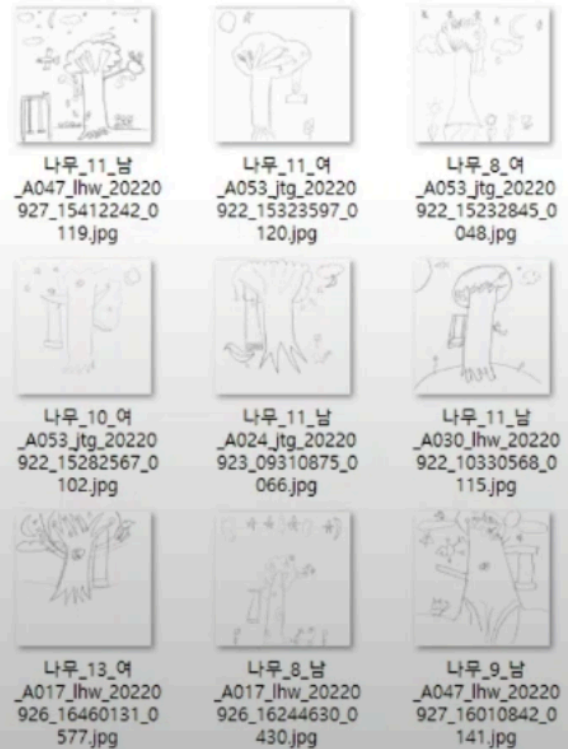 나무_11_남
_A047_lhw_20220
927_15412242_0
119.jpg
나무_11_여
_A053_jtg_20220
922_15323597_0
120.jpg
나무_8_여
_A053_jtg_20220
922_15232845_0
048.jpg
나무_10_여
_A053_jtg_20220
922_15282567_0
102.jpg
나무_11_남
_A024_jtg_20220
923_09310875_0
066.jpg
나무_11_남
_A030_lhw_20220
922_10330568_0
115.jpg
나무_13_여
_A017_lhw_20220
926_16460131_0
577.jpg
나무_8_남
_A017_lhw_20220
926_16244630_0
430.jpg
나무_9_남
_A047_lhw_20220
927_16010842_0
141.jpg